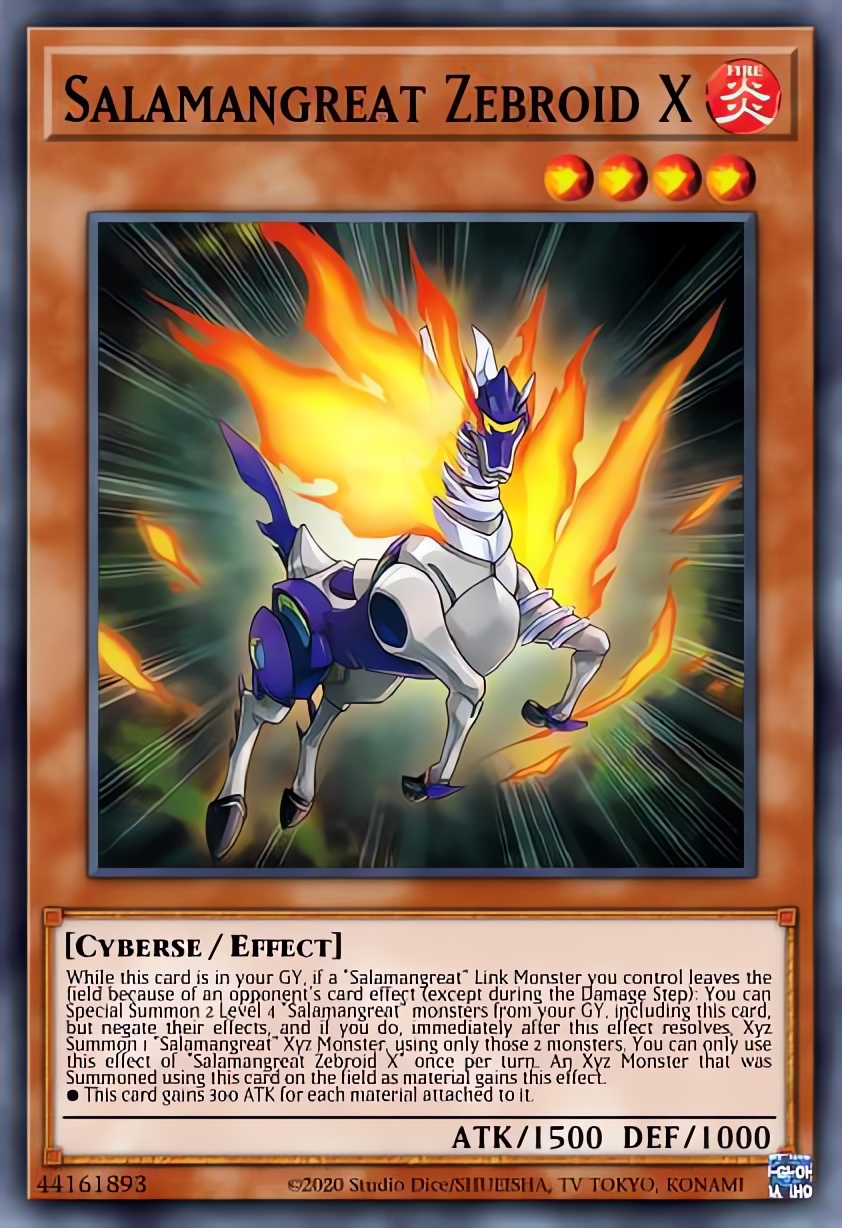 SALAMANGREAT ZEBROID X
FIRE
炎
[CYBERSE / EFFECT]
While this card is in your GY, if a "Salamangreat" Link Monster you control leaves the
field because of an opponent's card effect (except during the Damage Step): You can
Special Summon 2 Level 4 "Salamangreat" monsters from your GY, including this card,
but negate their effects, and if you do, immediately after this effect resolves, Xyz
Summon 1 "Salamangreat" Xyz Monster, using only those 2 monsters. You can only use
this effect of "Salamangreat Zebroid X" once per turn. An Xyz Monster that was
Summoned using this card on the field as material gains this effect.
● This card gains 300 ATK for each material attached to it.
ATK/1500 DEF/1000
44161893
©2020 Studio Dice/SHUEISHA, TV TOKYO, KONAMI